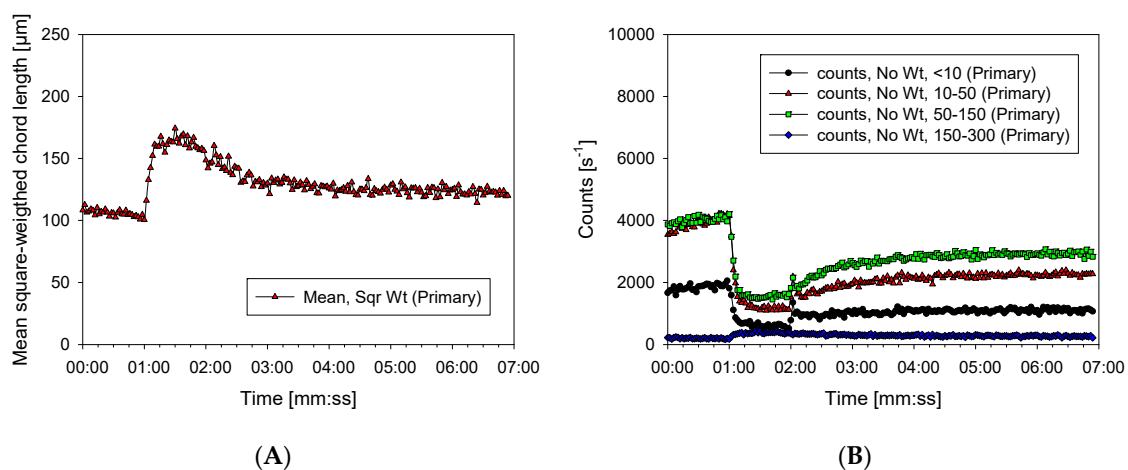 Mean square-weigthed chord length [µm]
250
200
150
100
50
0
00:00 01:00 02:00 03:00 04:00 05:00 06:00 07:00
Time [mm:ss]
Mean, Sqr Wt (Primary)
(A)
Counts [s-1]
10000
8000
6000
4000
2000
0
00:00 01:00 02:00 03:00 04:00 05:00 06:00 07:00
Time [mm:ss]
counts, No Wt, <10 (Primary)
counts, No Wt, 10-50 (Primary)
counts, No Wt, 50-150 (Primary)
counts, No Wt, 150-300 (Primary)
(B)